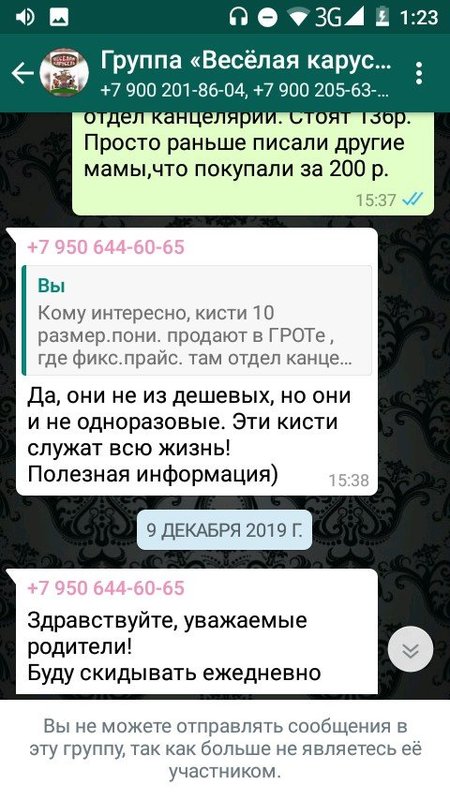 3G 1:23
Группа «Весёлая карус...
+7 900 201-86-04, +7 900 205-63-...
отдел канцелярии. Стоят 136р.
Просто раньше писали другие
мамы,что покупали за 200 р.
15:37
+7 950 644-60-65
Вы
Кому интересно, кисти 10
размер.пони. продают в ГРОТе ,
где фикс.прайс. там отдел канце...
Да, они не из дешевых, но они
и не одноразовые. Эти кисти
служат всю жизнь!
Полезная информация)
15:38
9 ДЕКАБРЯ 2019 Г.
+7 950 644-60-65
Здравствуйте, уважаемые
родители!
Буду скидывать ежедневно
Вы не можете отправлять сообщения в
эту группу, так как больше не являетесь её
участником.